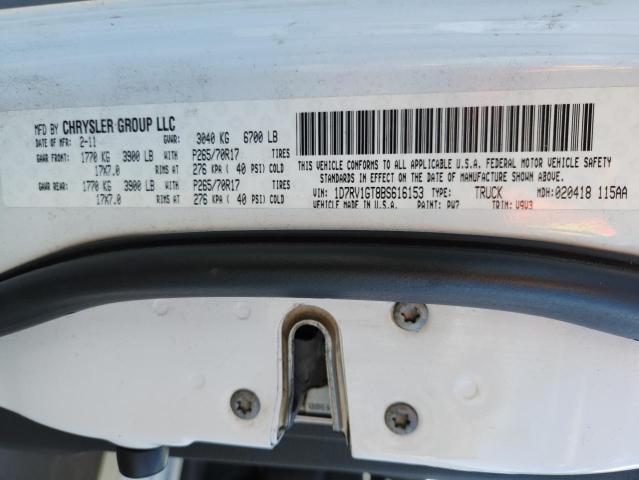 MFD BY CHRYSLER GROUP LLC
DATE OF MFR: 2-11 GVWR: 3040 KG 6700 LB
GAWR FRONT: 1770 KG 3900 LB WITH P265/70R17 TIRES
17X7.0 RIMS AT 276 KPA ( 40 PSI) COLD
GAWR REAR: 1770 KG 3900 LB WITH P265/70R17 TIRES
17X7.0 RIMS AT 276 KPA ( 40 PSI) COLD
THIS VEHICLE CONFORMS TO ALL APPLICABLE U.S.A. FEDERAL MOTOR VEHICLE SAFETY
STANDARDS IN EFFECT ON THE DATE OF MANUFACTURE SHOWN ABOVE.
VIN: 1D7RV1GT8BS616153 TYPE: TRUCK MDH: 020418 115AA
VEHICLE MADE IN U.S.A. PAINT: PW7 TRIM: V9V3